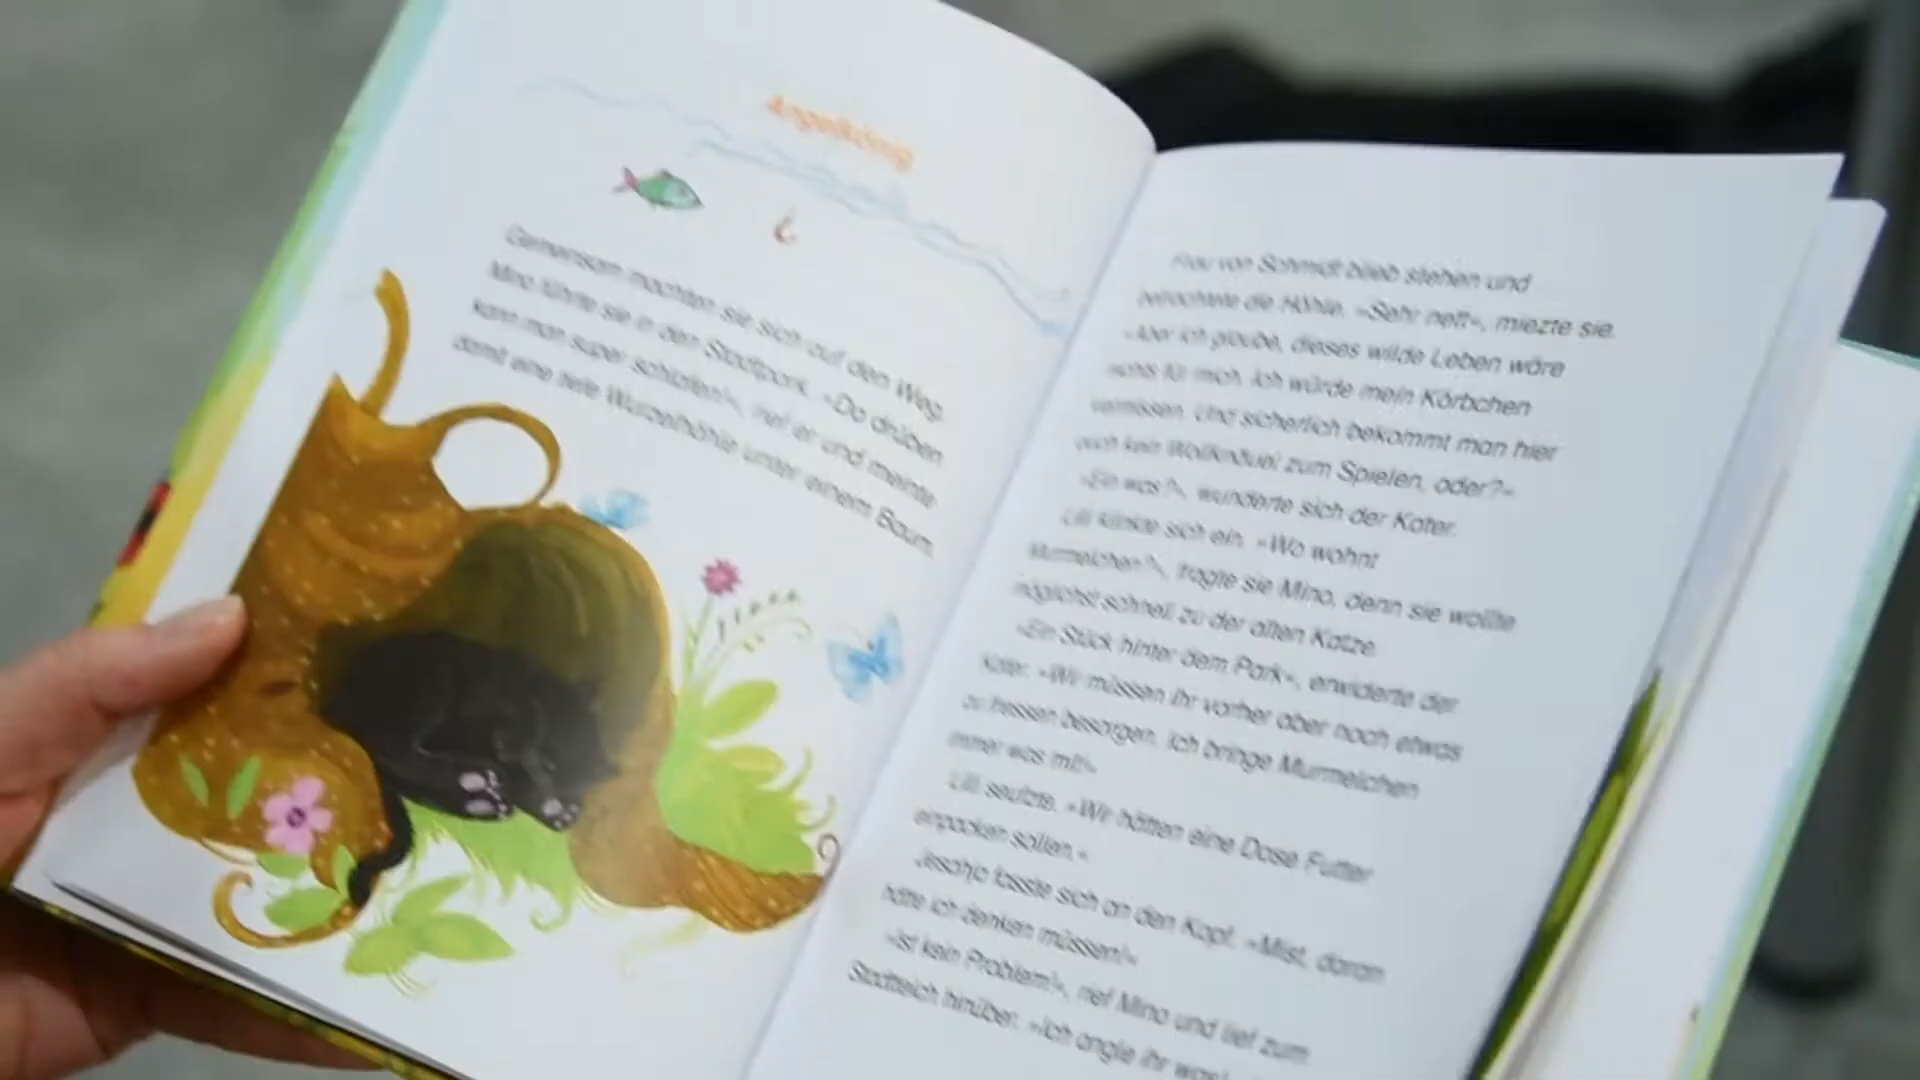 Angelkönig
Gemeinsam machten sie sich auf den Weg.
Mino führte sie in den Stadtpark. »Da drüben
kann man super schlafen!«, rief er und meinte
damit eine tiefe Wurzelhöhle unter einem Baum.
Frau von Schmidt blieb stehen und
betrachtete die Höhle. »Sehr nett«, miezte sie.
»Aber ich glaube, dieses wilde Leben wäre
nichts für mich. Ich würde mein Körbchen
vermissen. Und sicherlich bekommt man hier
auch kein Wollknäuel zum Spielen, oder?«
»Ein was?«, wunderte sich der Kater.
Lilli klinkte sich ein. »Wo wohnt
Murmelchen?«, fragte sie Mino, denn sie wollte
möglichst schnell zu der alten Katze.
»Ein Stück hinter dem Park«, erwiderte der
Kater. »Wir müssen ihr vorher aber noch etwas
zu fressen besorgen. Ich bringe Murmelchen
immer was mit!«
Lilli seufzte. »Wir hätten eine Dose Futter
einpacken sollen.«
Jesahja fasste sich an den Kopf. »Mist, daran
hätte ich denken müssen!«
»Ist kein Problem!«, rief Mino und lief zum
Stadtteich hinüber. »Ich angle ihr was!